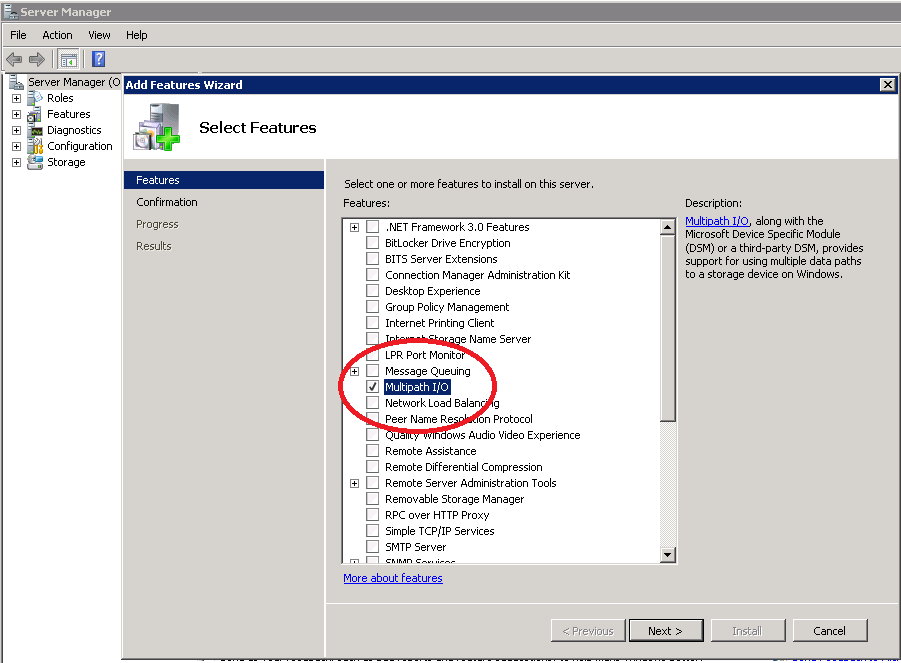 Server Manager
File Action View Help
Server Manager (O
Roles
Features
Diagnostics
Configuration
Storage
Add Features Wizard
Select Features
Features
Confirmation
Progress
Results
Select one or more features to install on this server.
Features:
.NET Framework 3.0 Features
BitLocker Drive Encryption
BITS Server Extensions
Connection Manager Administration Kit
Desktop Experience
Group Policy Management
Internet Printing Client
Internet Storage Name Server
LPR Port Monitor
Message Queuing
Multipath I/O
Network Load Balancing
Peer Name Resolution Protocol
Quality Windows Audio Video Experience
Remote Assistance
Remote Differential Compression
Remote Server Administration Tools
Removable Storage Manager
RPC over HTTP Proxy
Simple TCP/IP Services
SMTP Server
SNMP Services
More about features
Description:
Multipath I/O, along with the
Microsoft Device Specific Module
(DSM) or a third-party DSM, provides
support for using multiple data paths
to a storage device on Windows.
< Previous
Next >
Install
Cancel